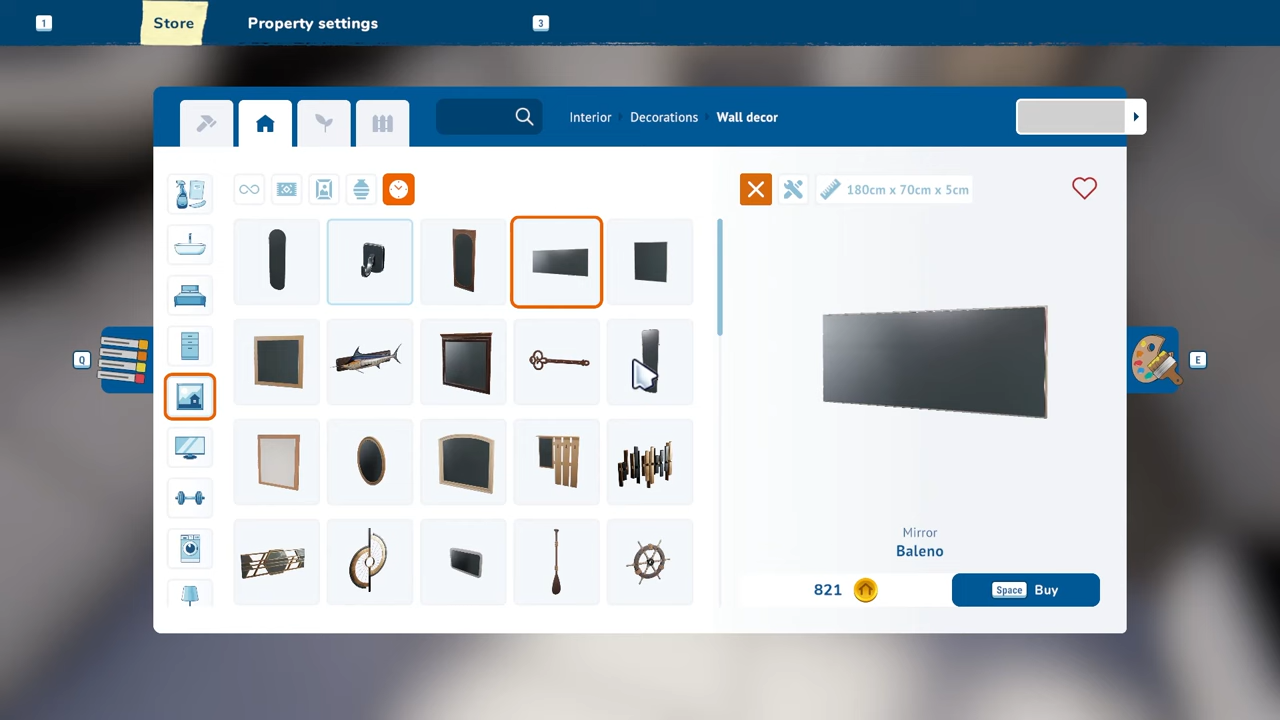 1
Store
Property settings
3
Interior
Decorations
Wall decor
180cm x 70cm x 5cm
Q
E
Mirror
Baleno
821
Space
Buy